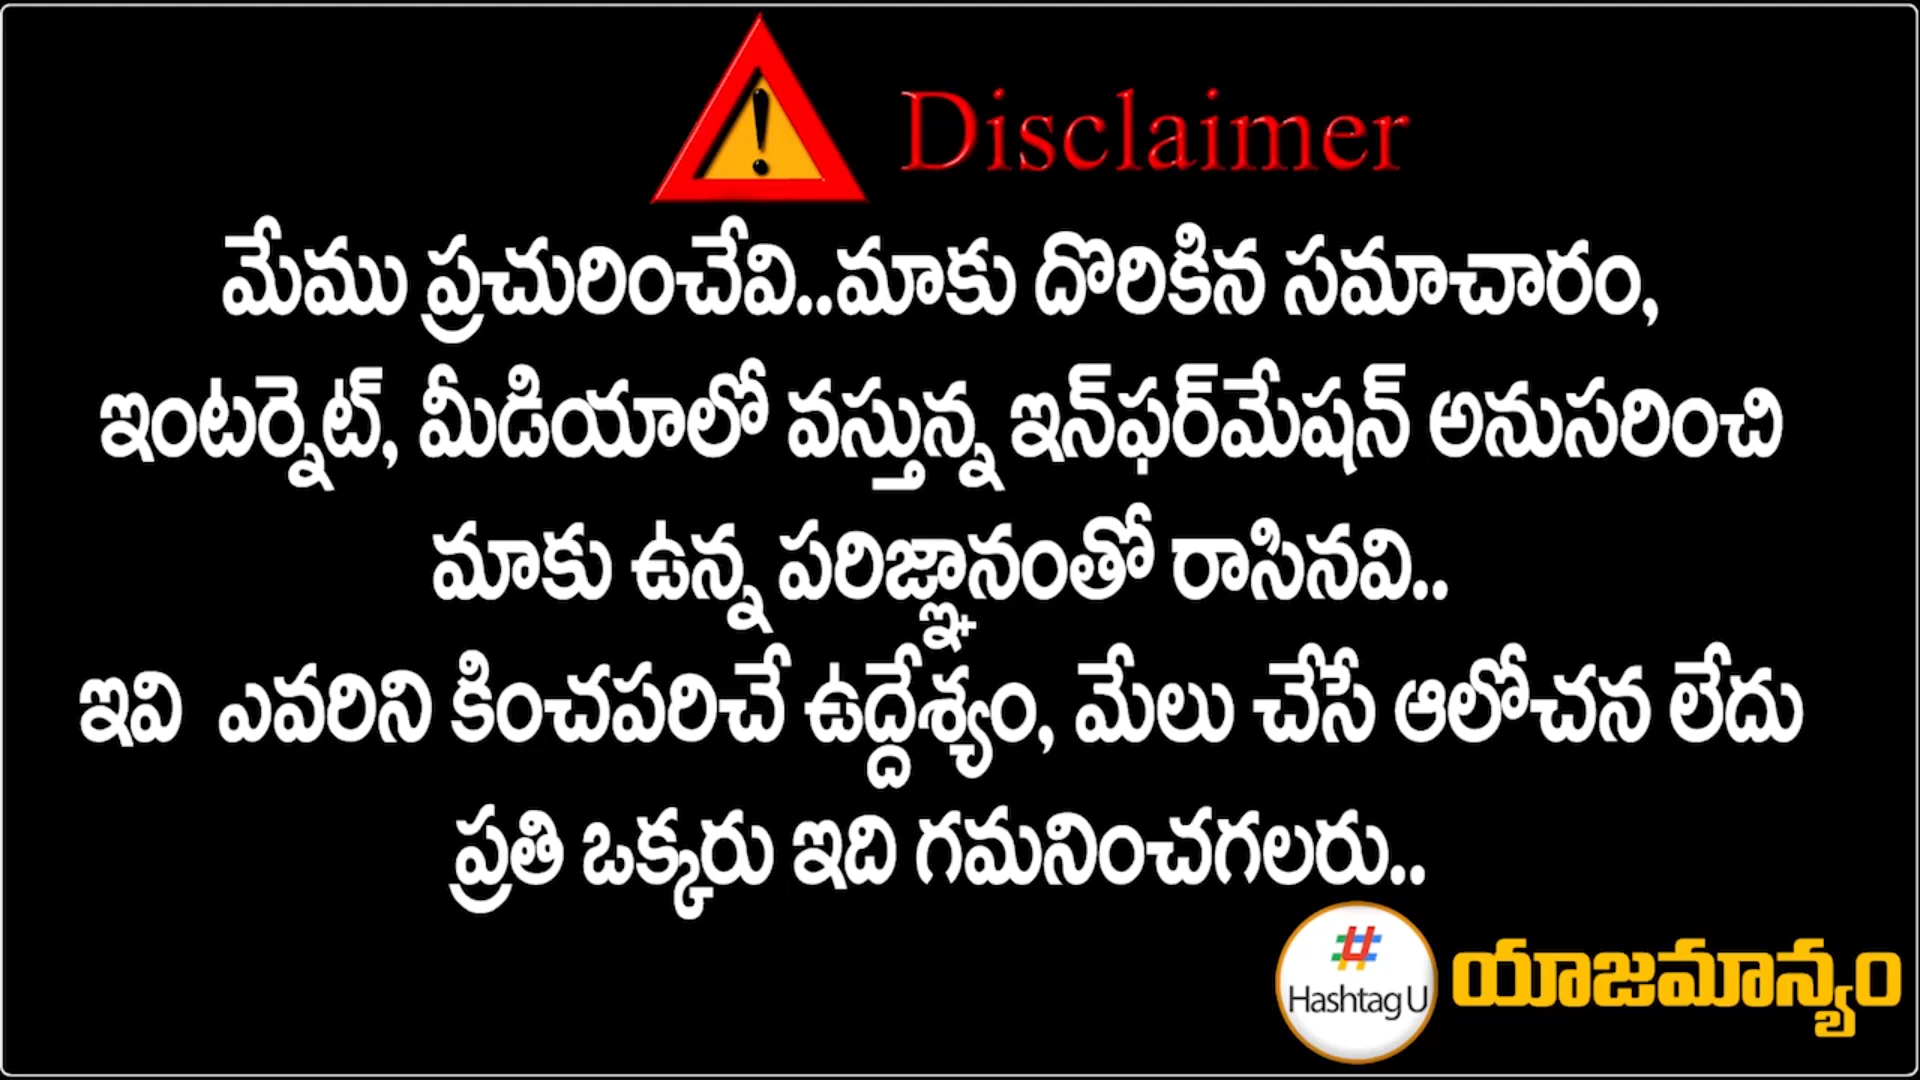 Disclaimer
మేము ప్రచురించేవి..మాకు దొరికిన సమాచారం,
ఇంటర్నెట్, మీడియాలో వస్తున్న ఇన్‌ఫర్‌మేషన్ అనుసరించి
మాకు ఉన్న పరిజ్ఞానంతో రాసినవి..
ఇవి ఎవరిని కించపరిచే ఉద్దేశ్యం, మేలు చేసే ఆలోచన లేదు
ప్రతి ఒక్కరు ఇది గమనించగలరు..
Hashtag U యాజమాన్యం